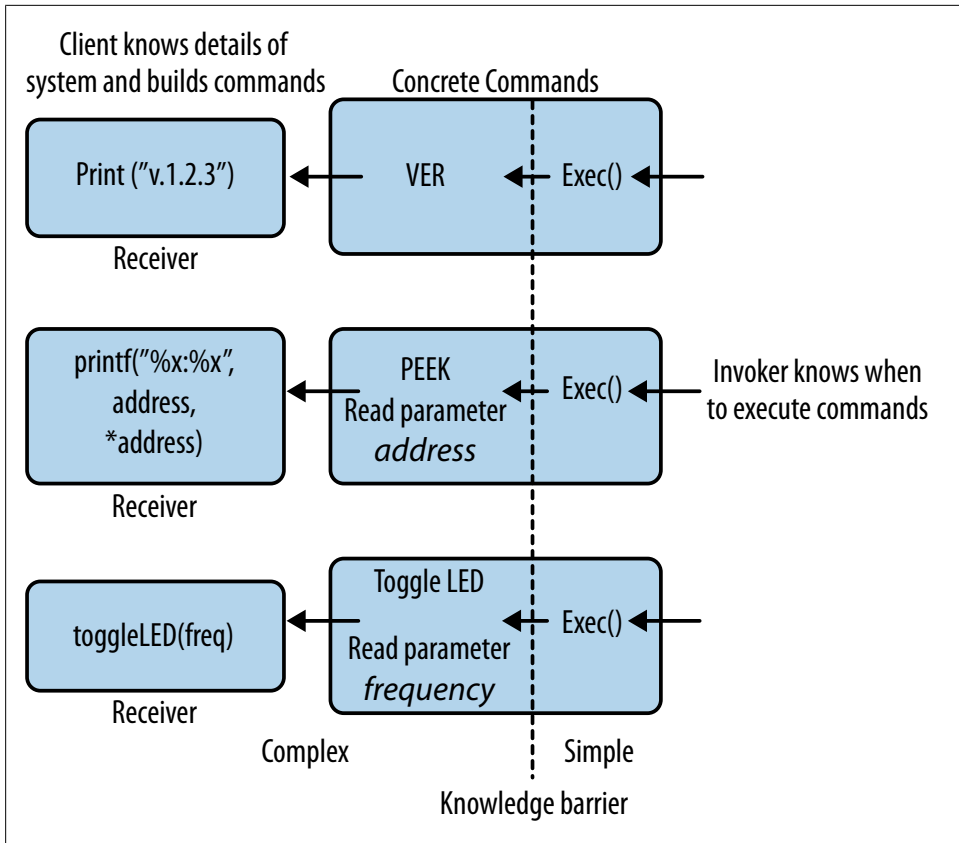 Client knows details of
system and builds commands
Concrete Commands
Print (”v.1.2.3”)
VER
Exec()
Receiver
printf(”%x:%x”,
address,
*address)
PEEK
Read parameter
address
Exec()
Invoker knows when
to execute commands
Receiver
toggleLED(freq)
Toggle LED
Read parameter
frequency
Exec()
Receiver
Complex
Simple
Knowledge barrier